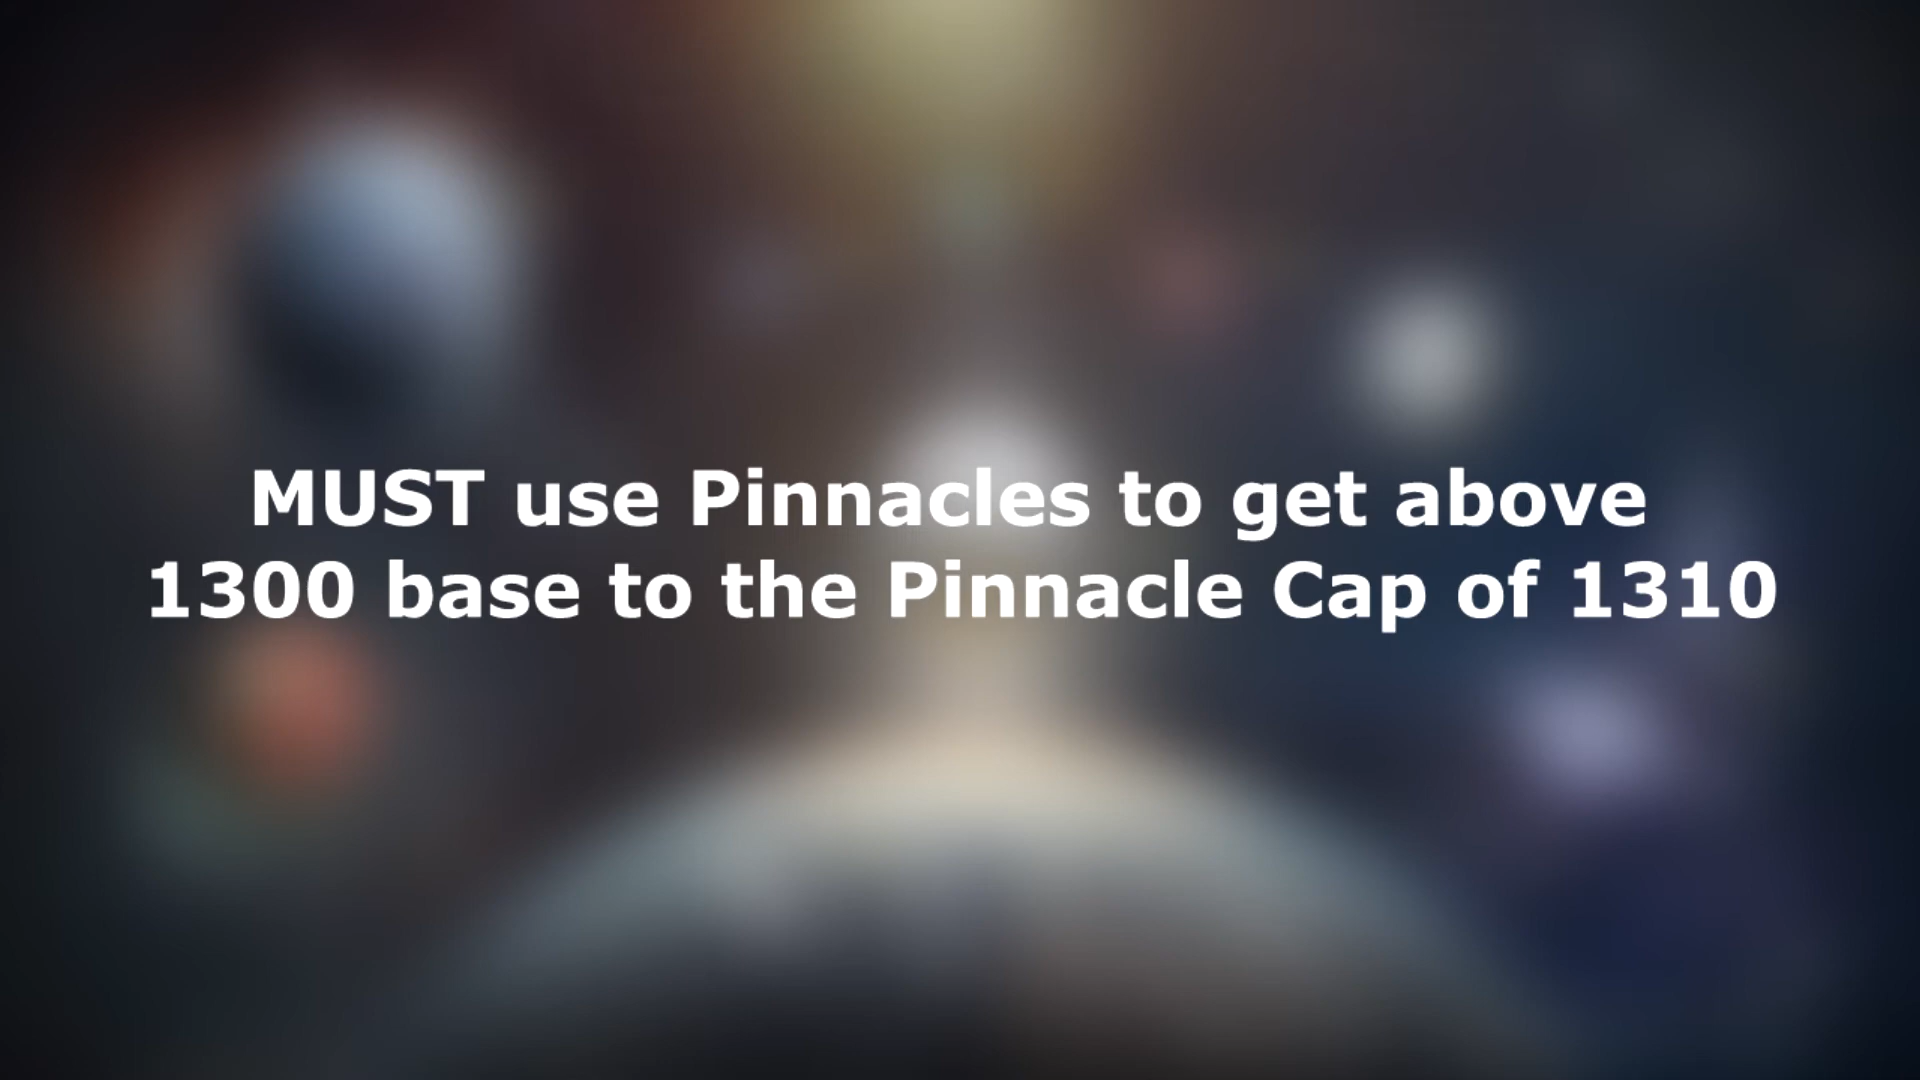 MUST use Pinnacles to get above
1300 base to the Pinnacle Cap of 1310